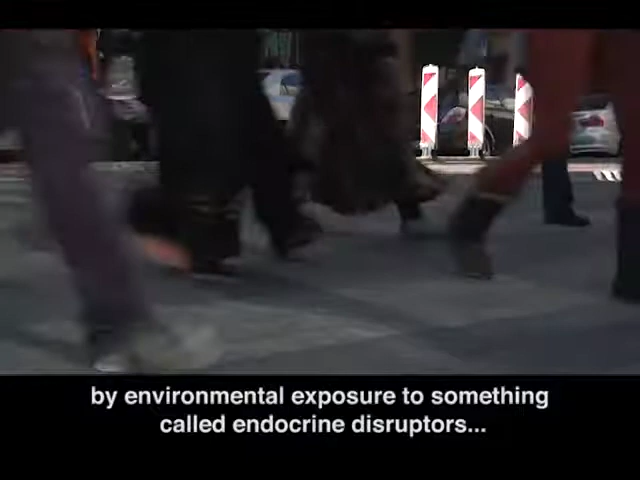 by environmental exposure to something
called endocrine disruptors...